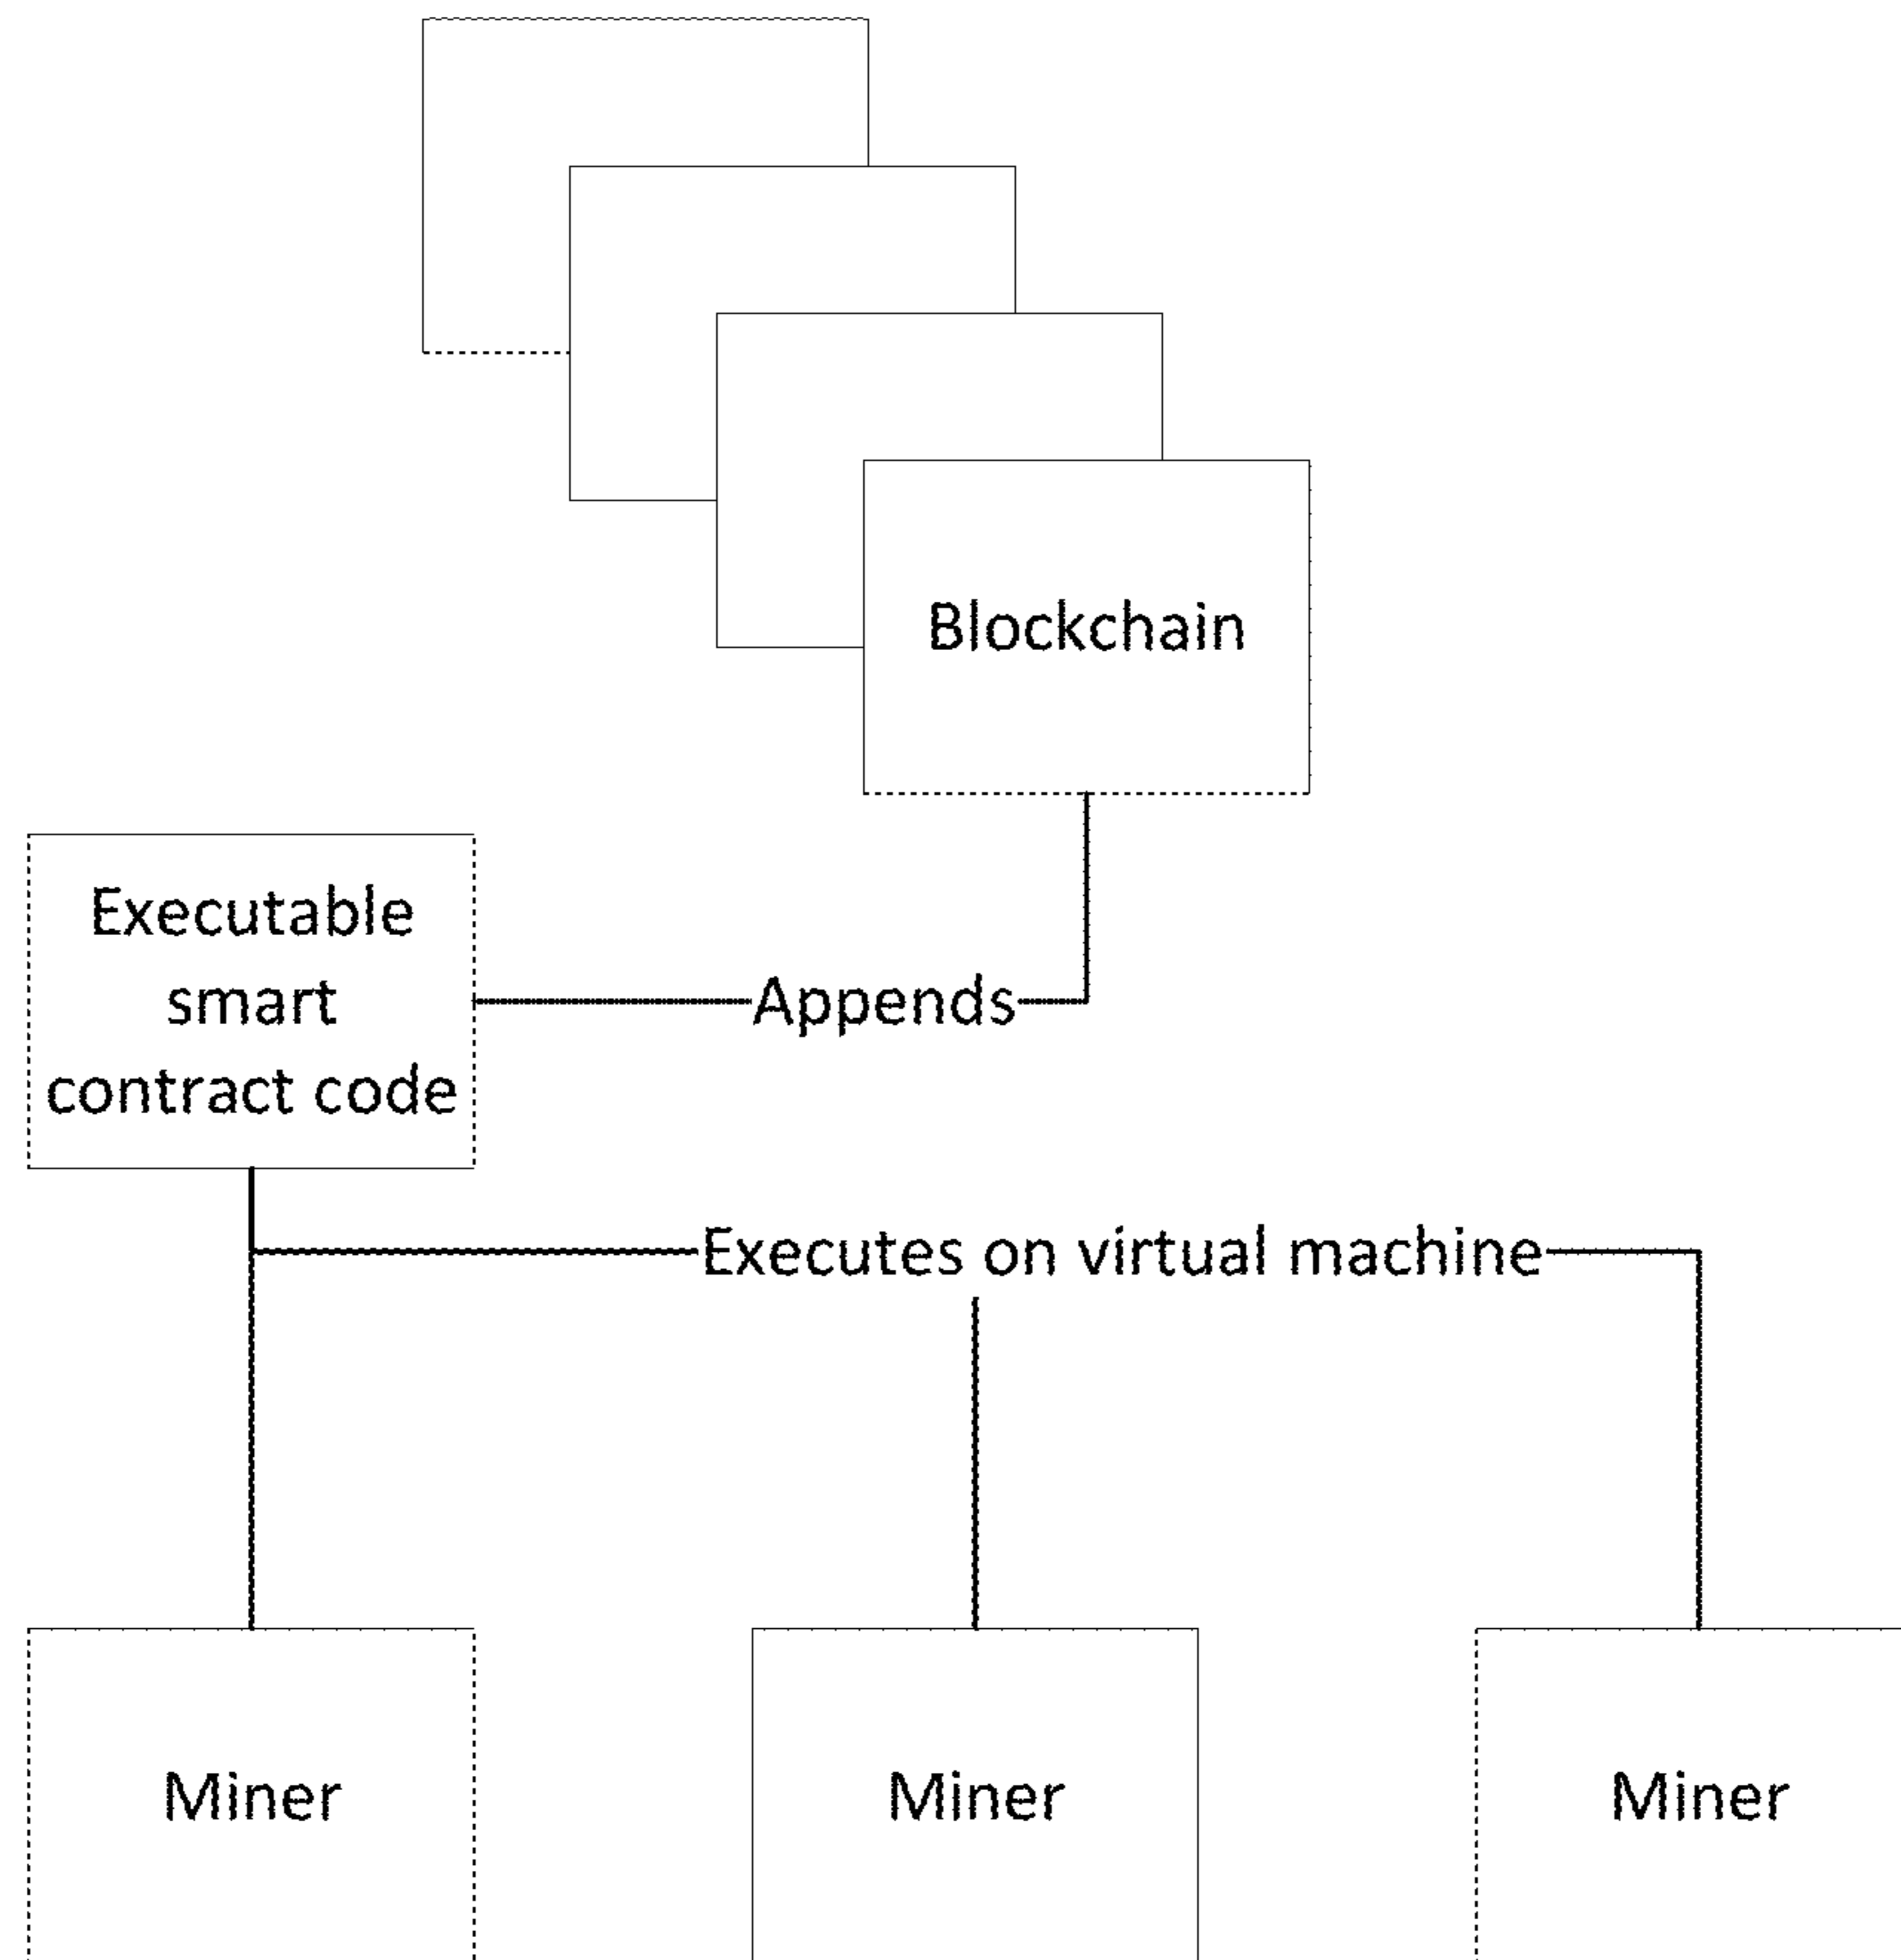 Blockchain
Executable
smart
contract code
Appends
Executes on virtual machine
Miner
Miner
Miner